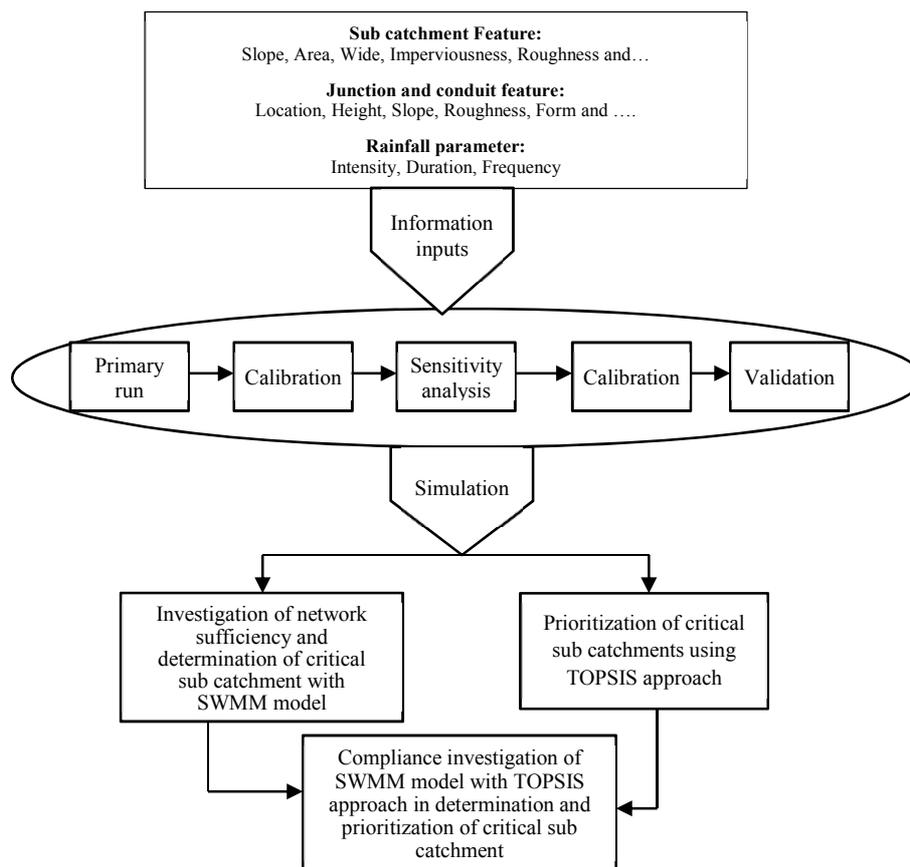 Sub catchment Feature:
Slope, Area, Wide, Imperviousness, Roughness and…
Junction and conduit feature:
Location, Height, Slope, Roughness, Form and ….
Rainfall parameter:
Intensity, Duration, Frequency
Information
inputs
Primary
run
Calibration
Sensitivity
analysis
Calibration
Validation
Simulation
Investigation of network
sufficiency and
determination of critical
sub catchment with
SWMM model
Prioritization of critical
sub catchments using
TOPSIS approach
Compliance investigation of
SWMM model with TOPSIS
approach in determination and
prioritization of critical sub
catchment